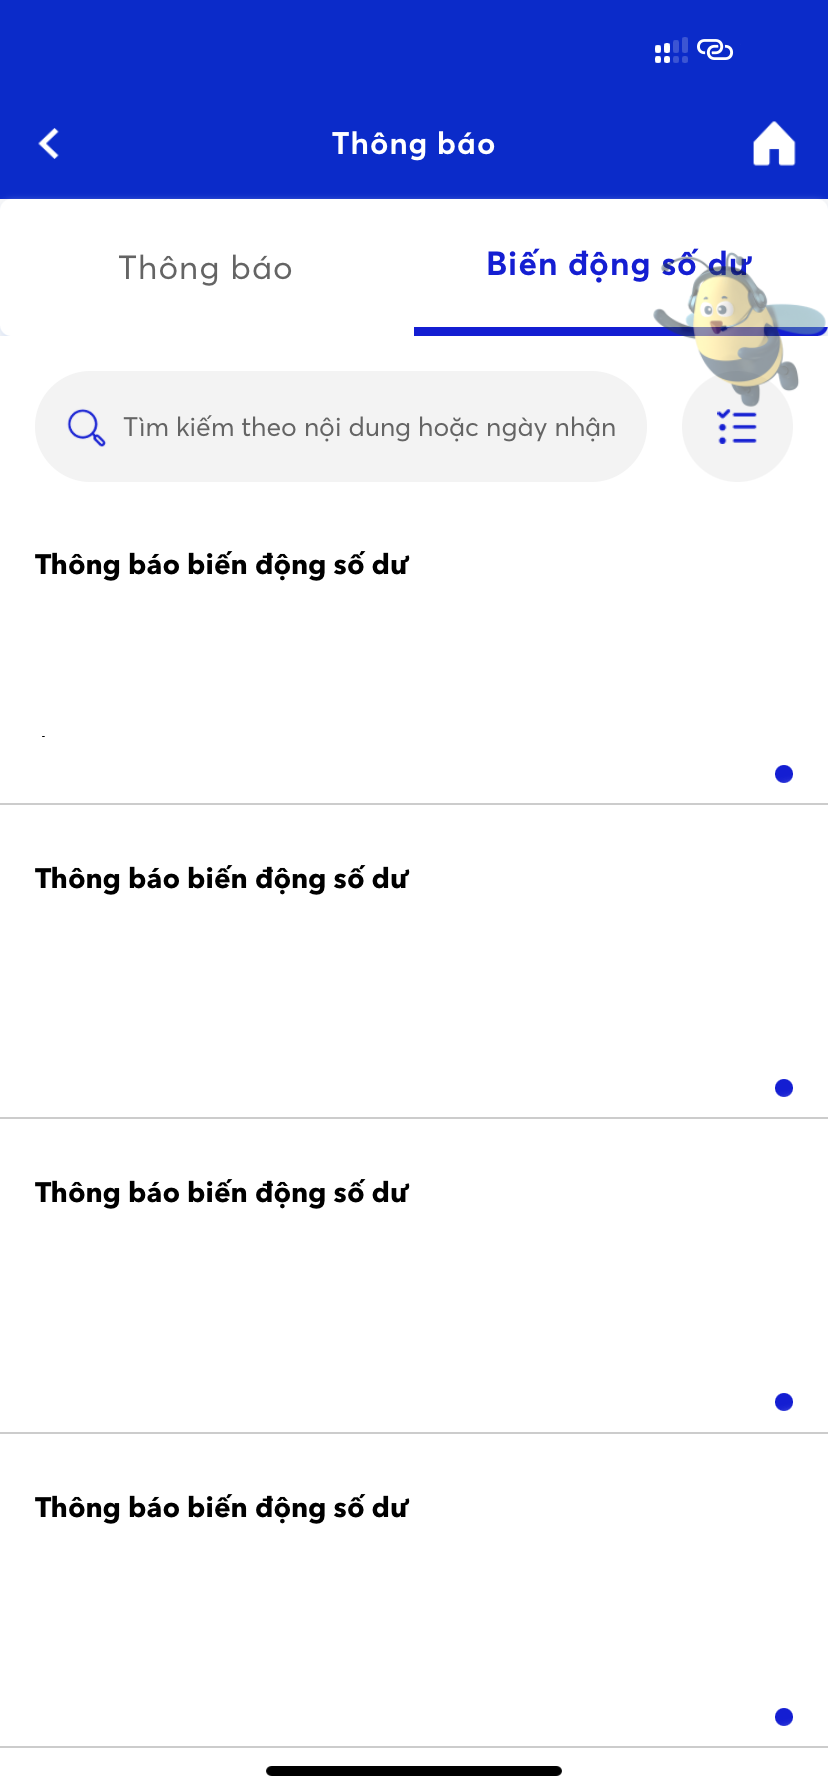 Thông báo
Thông báo
Biến động số dư
Tìm kiếm theo nội dung hoặc ngày nhận
Thông báo biến động số dư
Thông báo biến động số dư
Thông báo biến động số dư
Thông báo biến động số dư